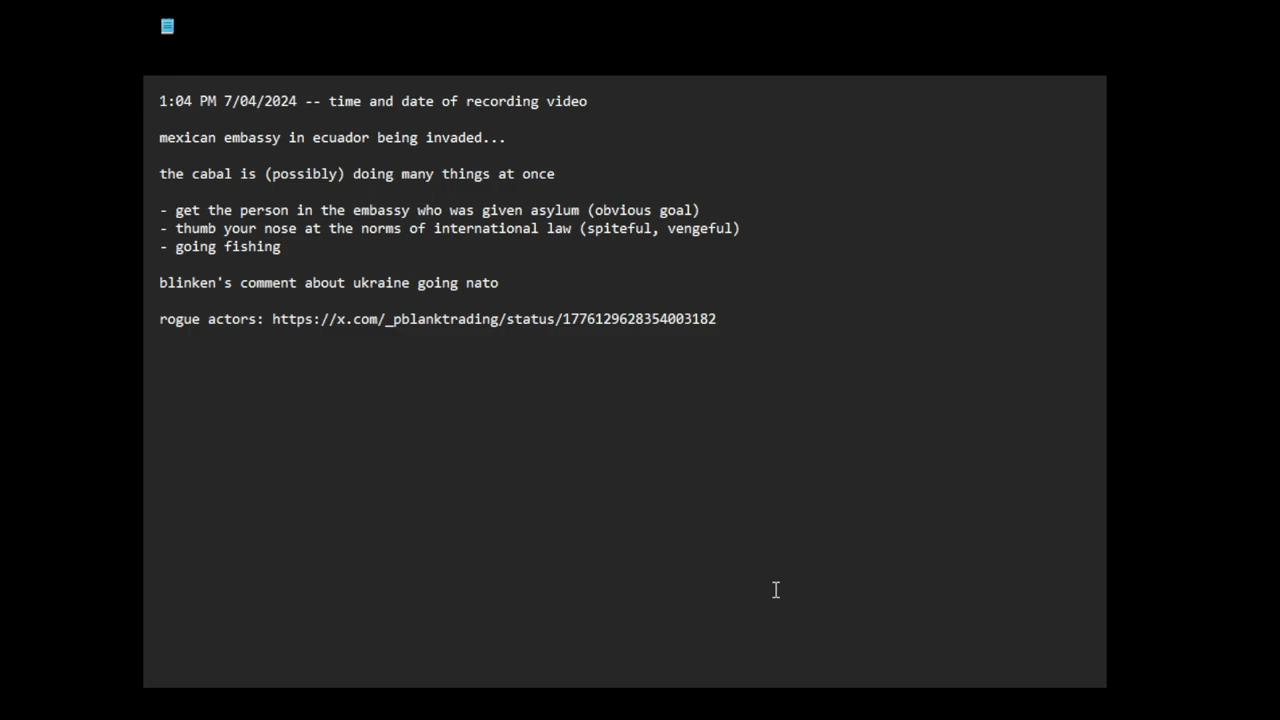 1:04 PM 7/04/2024 -- time and date of recording video
mexican embassy in ecuador being invaded...
the cabal is (possibly) doing many things at once
- get the person in the embassy who was given asylum (obvious goal)
- thumb your nose at the norms of international law (spiteful, vengeful)
- going fishing
blinken's comment about ukraine going nato
rogue actors: https://x.com/_pblanktrading/status/1776129628354003182